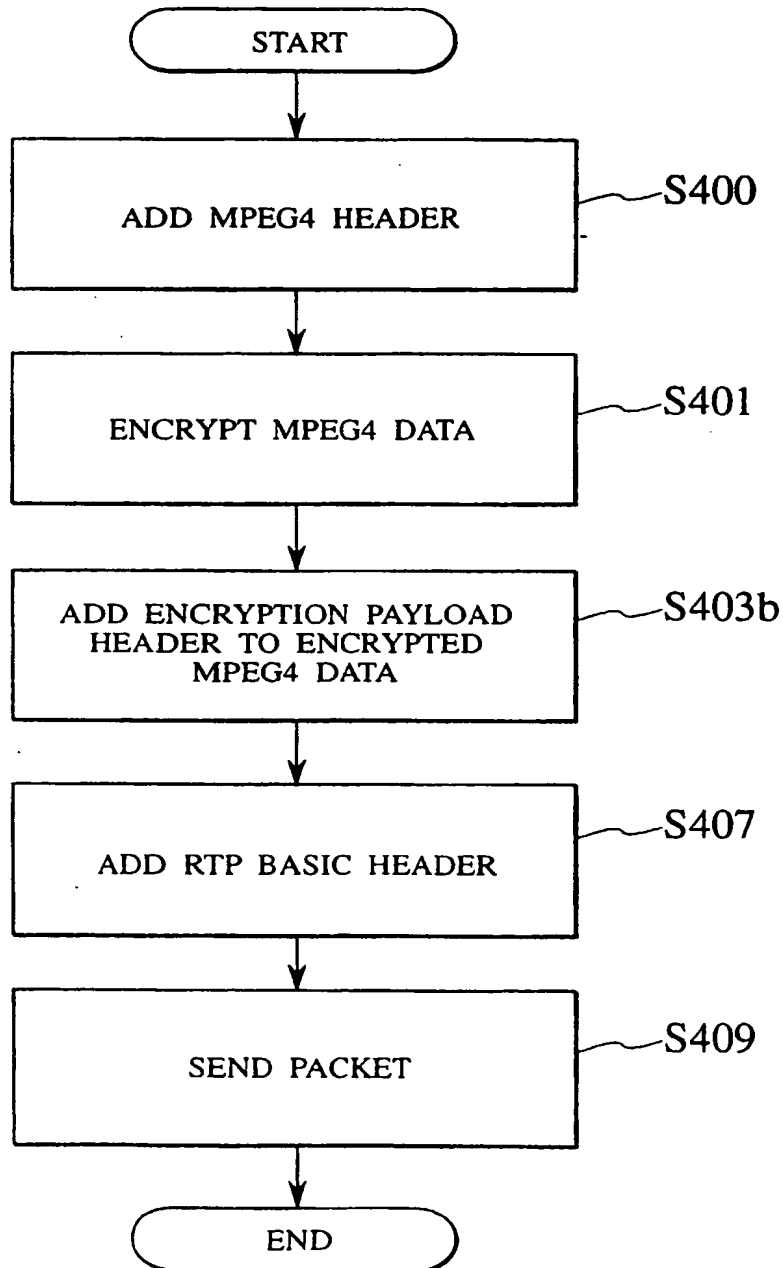 START
ADD MPEG4 HEADER
S400
ENCRYPT MPEG4 DATA
S401
ADD ENCRYPTION PAYLOAD
HEADER TO ENCRYPTED
MPEG4 DATA
S403b
ADD RTP BASIC HEADER
S407
SEND PACKET
S409
END